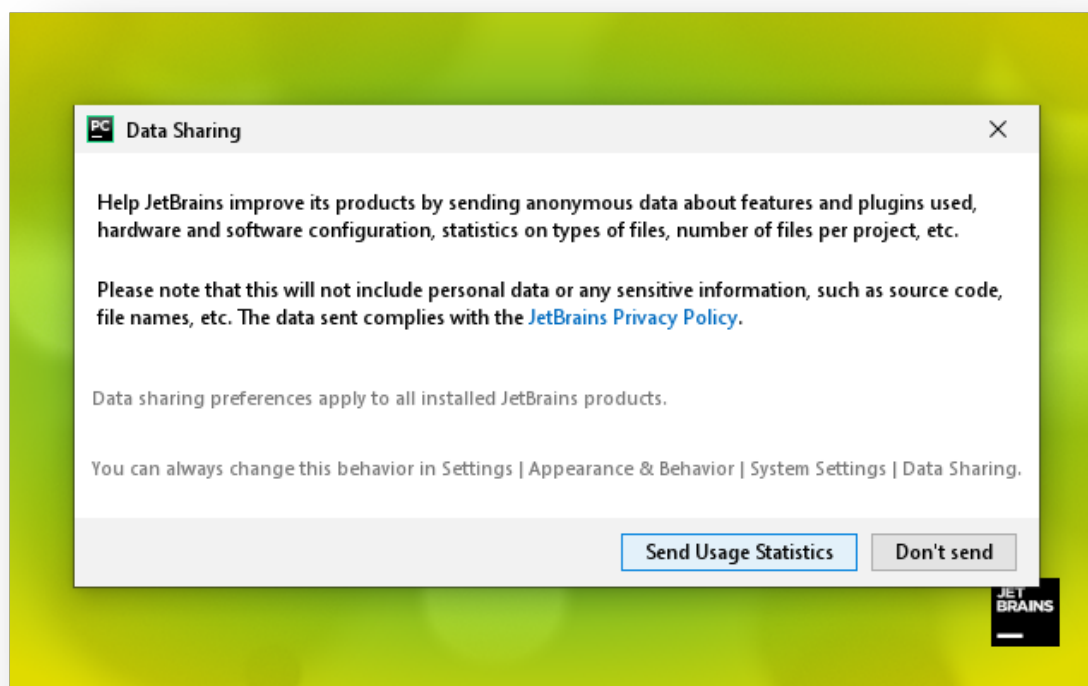 PC
Data Sharing
Help JetBrains improve its products by sending anonymous data about features and plugins used,
hardware and software configuration, statistics on types of files, number of files per project, etc.
Please note that this will not include personal data or any sensitive information, such as source code,
file names, etc. The data sent complies with the JetBrains Privacy Policy.
Data sharing preferences apply to all installed JetBrains products.
You can always change this behavior in Settings | Appearance & Behavior | System Settings | Data Sharing.
Send Usage Statistics Don't send
JET
BRAINS